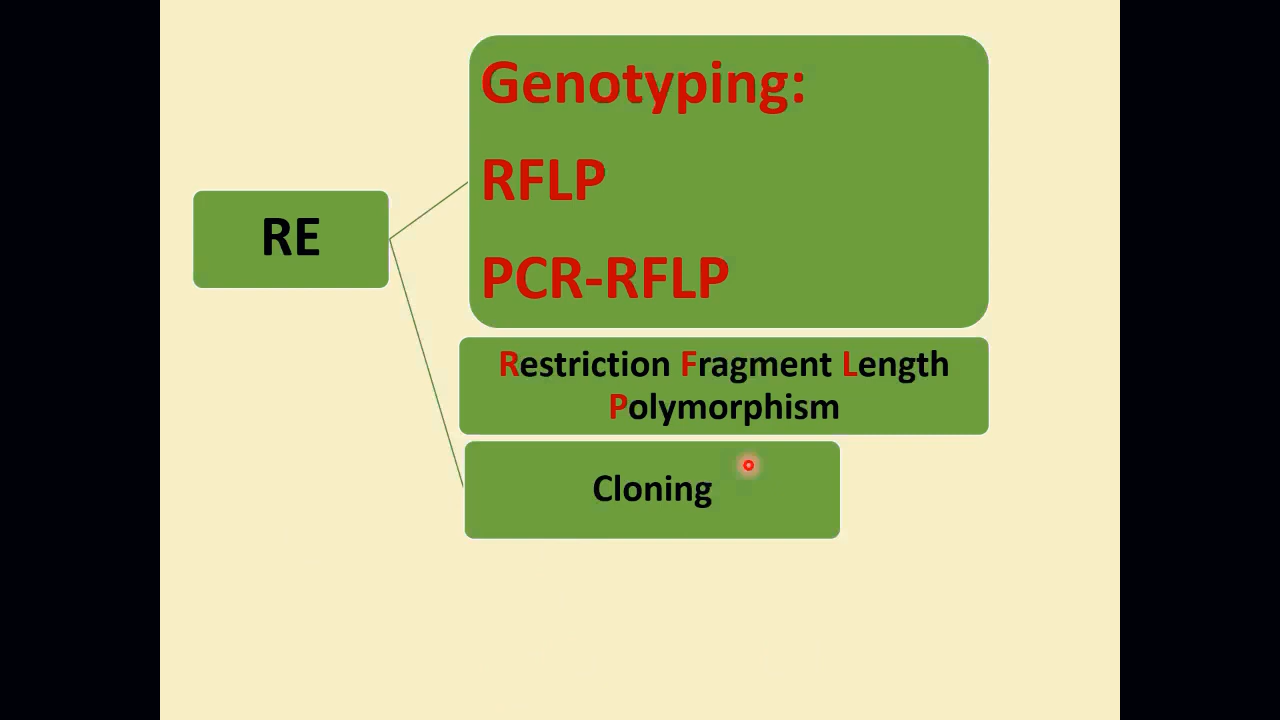 Genotyping:
RFLP
PCR-RFLP
RE
Restriction Fragment Length
Polymorphism
Cloning